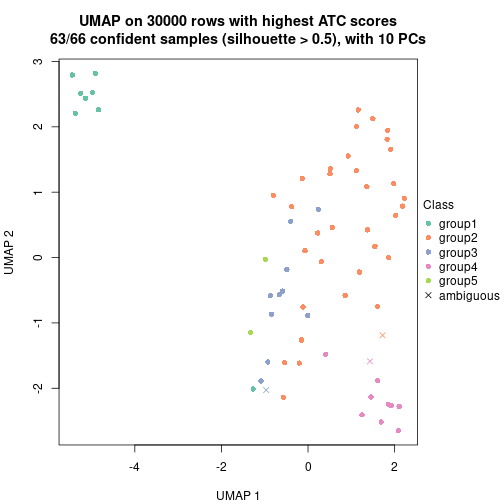 UMAP on 30000 rows with highest ATC scores
63/66 confident samples (silhouette > 0.5), with 10 PCs
3
2
1
0
-1
-2
UMAP 2
-4
-2
0
2
UMAP 1
Class
group1
group2
group3
group4
group5
ambiguous